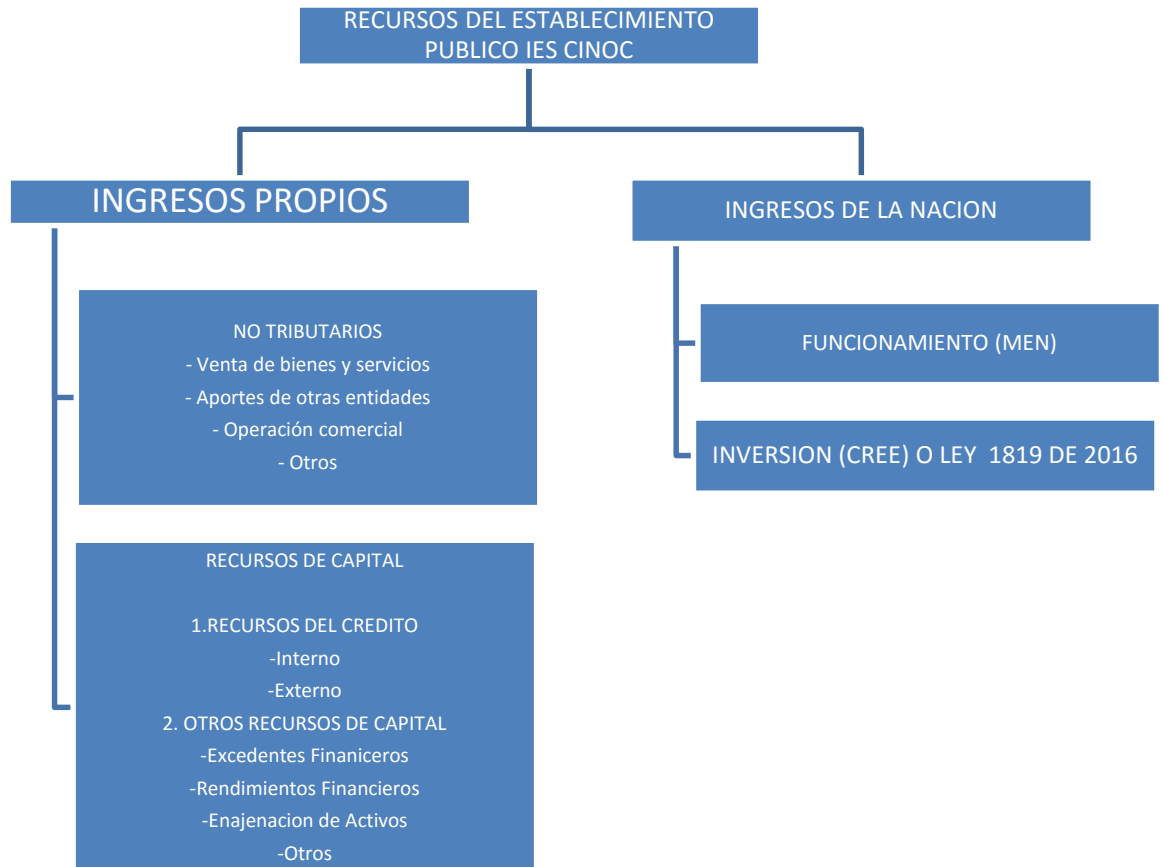 RECURSOS DEL ESTABLECIMIENTO
PUBLICO IES CINOC
INGRESOS PROPIOS
NO TRIBUTARIOS
- Venta de bienes y servicios
- Aportes de otras entidades
- Operación comercial
- Otros
RECURSOS DE CAPITAL
1.RECURSOS DEL CREDITO
-Interno
-Externo
2. OTROS RECURSOS DE CAPITAL
-Excedentes Finaniceros
-Rendimientos Financieros
-Enajenacion de Activos
-Otros
INGRESOS DE LA NACION
FUNCIONAMIENTO (MEN)
INVERSION (CREE) O LEY 1819 DE 2016